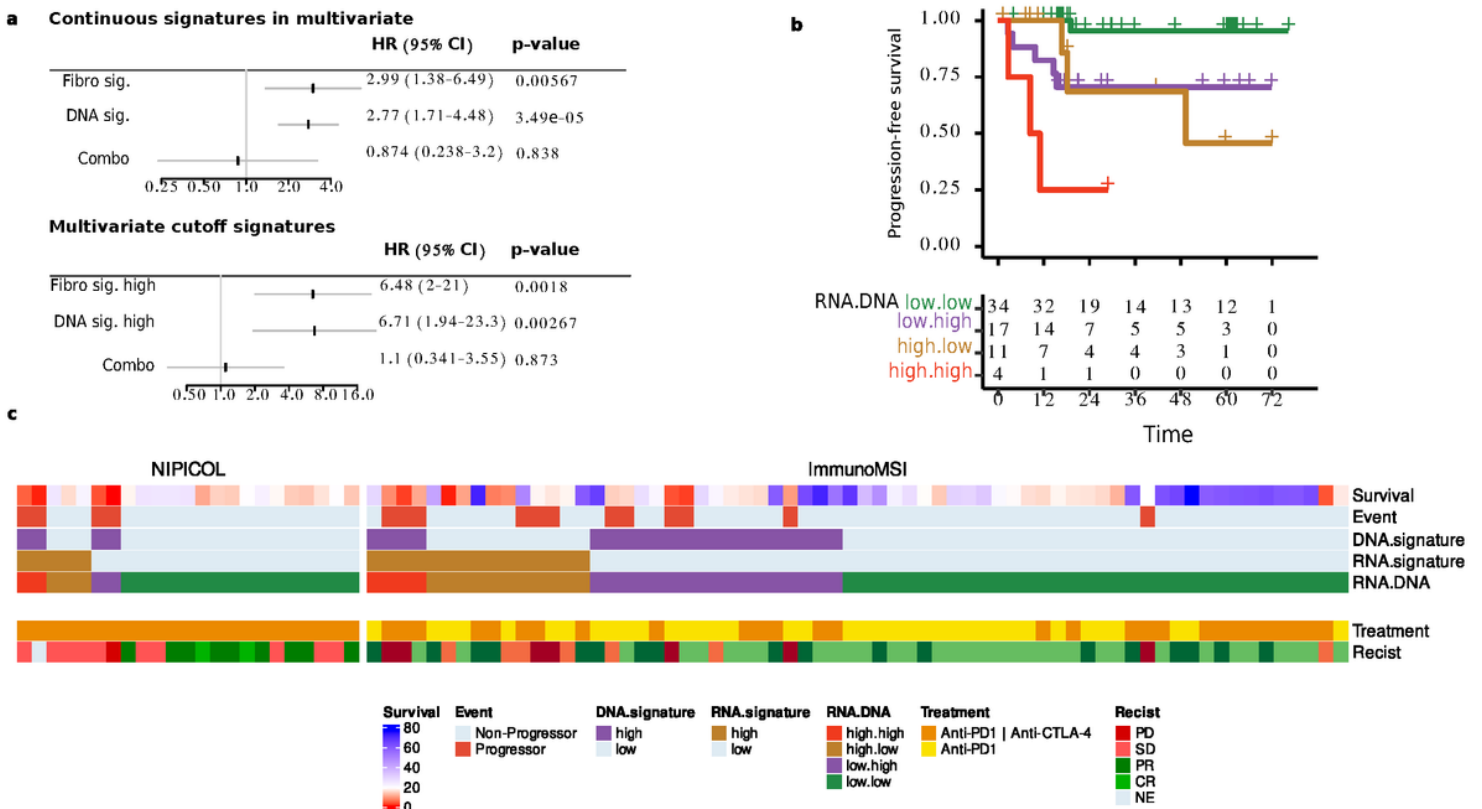 a
Continuous signatures in multivariate
HR (95% CI) p-value
Fibro sig. 2.99 (1.38-6.49) 0.00567
DNA sig. 2.77 (1.71-4.48) 3.49e-05
Combo 0.874 (0.238-3.2) 0.838
0.25 0.50 1.0 2.0 4.0
Multivariate cutoff signatures
HR (95% CI) p-value
Fibro sig. high 6.48 (2-21) 0.0018
DNA sig. high 6.71 (1.94-23.3) 0.00267
Combo 1.1 (0.341-3.55) 0.873
0.50 1.0 2.0 4.0 8.0 16.0
b
Progression-free survival
1.00
0.75
0.50
0.25
0.00
RNA.DNA low.low 34 32 19 14 13 12 1
low.high 17 14 7 5 5 3 0
high.low 11 7 4 4 3 1 0
high.high 4 1 1 0 0 0 0
0 12 24 36 48 60 72
Time
c
NIPICOL ImmunoMSI
Survival
Event
DNA.signature
RNA.signature
RNA.DNA
Treatment
Recist
Survival
80
60
40
20
0
Event
Non-Progressor
Progressor
DNA.signature
high
low
RNA.signature
high
low
RNA.DNA
high.high
high.low
low.high
low.low
Treatment
Anti-PD1 | Anti-CTLA-4
Anti-PD1
Recist
PD
SD
PR
CR
NE